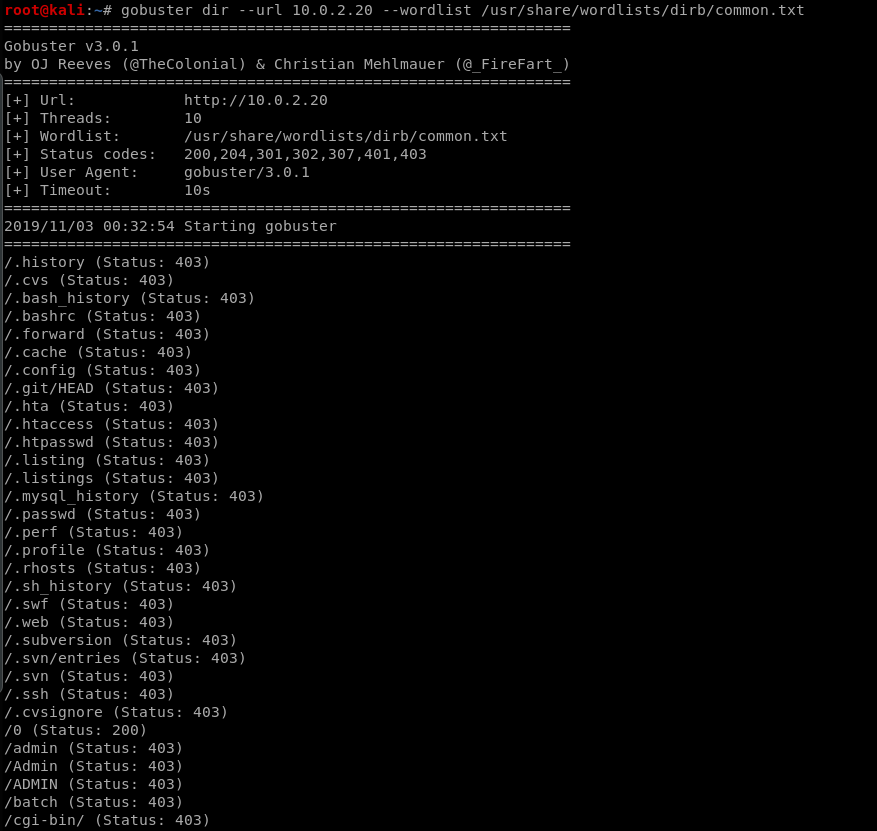 root@kali:~# gobuster dir --url 10.0.2.20 --wordlist /usr/share/wordlists/dirb/common.txt
===============================================================
Gobuster v3.0.1
by OJ Reeves (@TheColonial) & Christian Mehlmauer (@_FireFart_)
===============================================================
[+] Url:            http://10.0.2.20
[+] Threads:        10
[+] Wordlist:       /usr/share/wordlists/dirb/common.txt
[+] Status codes:   200,204,301,302,307,401,403
[+] User Agent:     gobuster/3.0.1
[+] Timeout:        10s
===============================================================
2019/11/03 00:32:54 Starting gobuster
===============================================================
/.history (Status: 403)
/.cvs (Status: 403)
/.bash_history (Status: 403)
/.bashrc (Status: 403)
/.forward (Status: 403)
/.cache (Status: 403)
/.config (Status: 403)
/.git/HEAD (Status: 403)
/.hta (Status: 403)
/.htaccess (Status: 403)
/.htpasswd (Status: 403)
/.listing (Status: 403)
/.listings (Status: 403)
/.mysql_history (Status: 403)
/.passwd (Status: 403)
/.perf (Status: 403)
/.profile (Status: 403)
/.rhosts (Status: 403)
/.sh_history (Status: 403)
/.swf (Status: 403)
/.web (Status: 403)
/.subversion (Status: 403)
/.svn/entries (Status: 403)
/.svn (Status: 403)
/.ssh (Status: 403)
/.cvsignore (Status: 403)
/0 (Status: 200)
/admin (Status: 403)
/Admin (Status: 403)
/ADMIN (Status: 403)
/batch (Status: 403)
/cgi-bin/ (Status: 403)